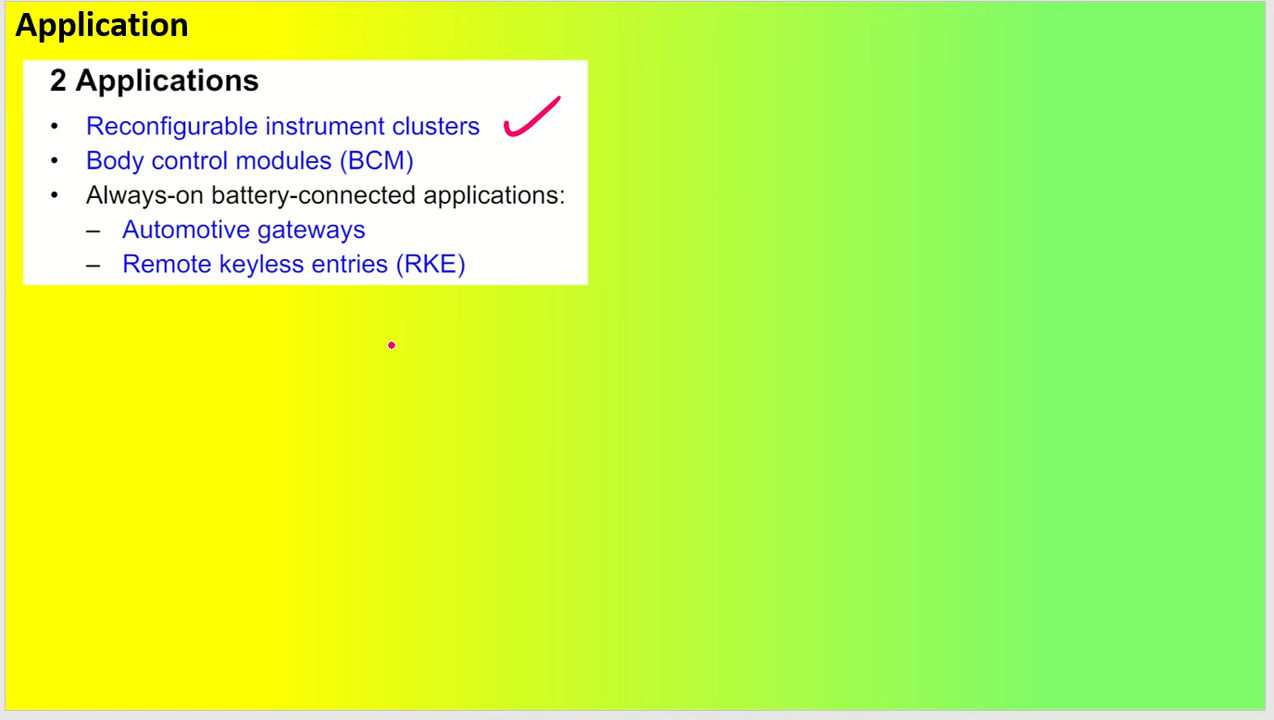 Application
2 Applications
• Reconfigurable instrument clusters
• Body control modules (BCM)
• Always-on battery-connected applications:
– Automotive gateways
– Remote keyless entries (RKE)